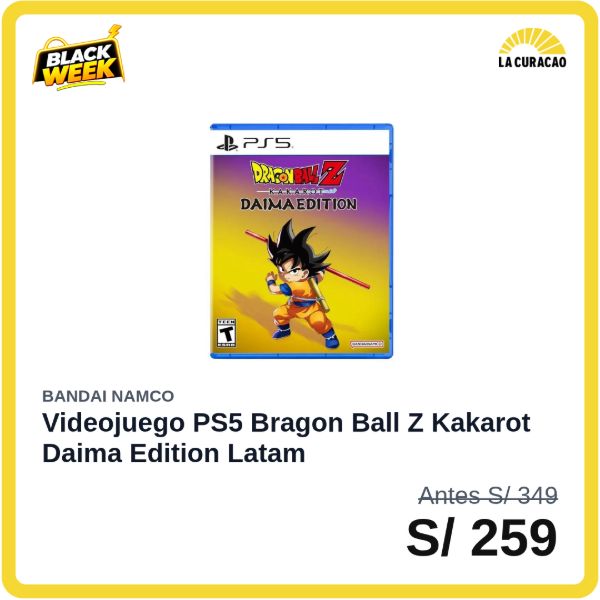 BLACK
WEEK
LA CURACAO
PS5
DRAGON BALL Z
KAKAROT
DAIMA EDITION
TEEN
T
BANDAI NAMCO
Videojuego PS5 Bragon Ball Z Kakarot
Daima Edition Latam
Antes S/ 349
S/ 259